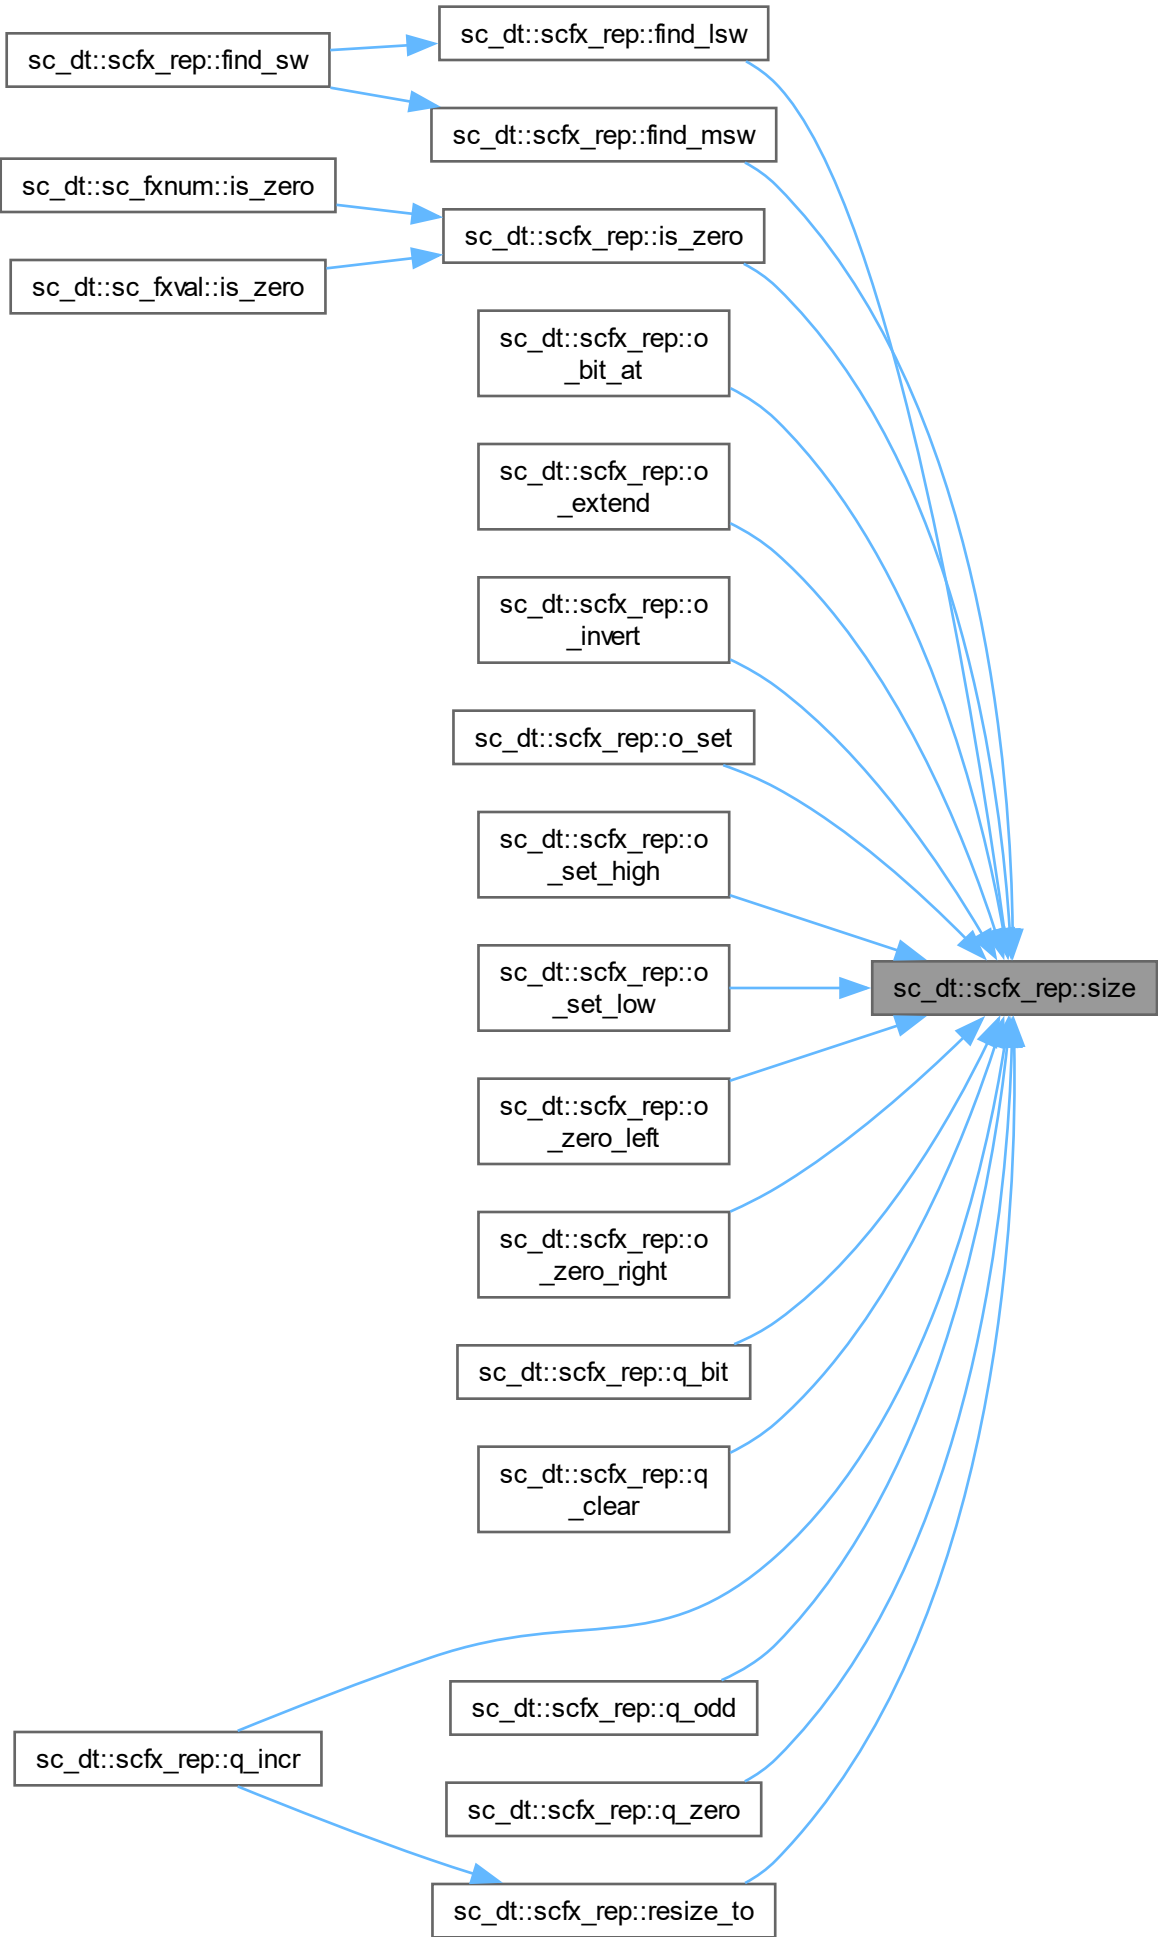 sc_dt::scfx_rep::find_lsw
sc_dt::scfx_rep::find_sw
sc_dt::scfx_rep::find_msw
sc_dt::sc_fxnum::is_zero
sc_dt::scfx_rep::is_zero
sc_dt::sc_fxval::is_zero
sc_dt::scfx_rep::o
_bit_at
sc_dt::scfx_rep::o
_extend
sc_dt::scfx_rep::o
_invert
sc_dt::scfx_rep::o_set
sc_dt::scfx_rep::o
_set_high
sc_dt::scfx_rep::o
_set_low
sc_dt::scfx_rep::size
sc_dt::scfx_rep::o
_zero_left
sc_dt::scfx_rep::o
_zero_right
sc_dt::scfx_rep::q_bit
sc_dt::scfx_rep::q
_clear
sc_dt::scfx_rep::q_odd
sc_dt::scfx_rep::q_incr
sc_dt::scfx_rep::q_zero
sc_dt::scfx_rep::resize_to